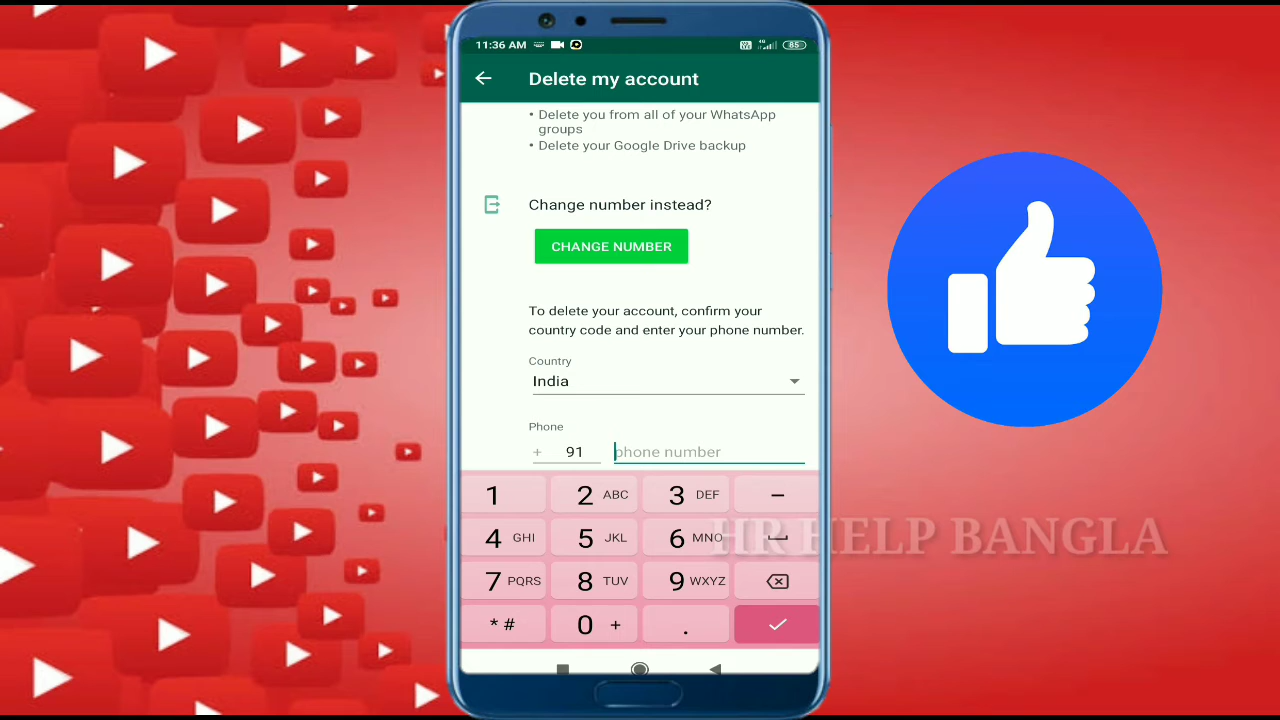 11:36 AM
4G
85
Delete my account
• Delete you from all of your WhatsApp
groups
• Delete your Google Drive backup
Change number instead?
CHANGE NUMBER
To delete your account, confirm your
country code and enter your phone number.
Country
India
Phone
+ 91 phone number
1 2 ABC 3 DEF –
4 GHI 5 JKL 6 MNO
7 PQRS 8 TUV 9 WXYZ
* # 0 + .
HR HELP BANGLA